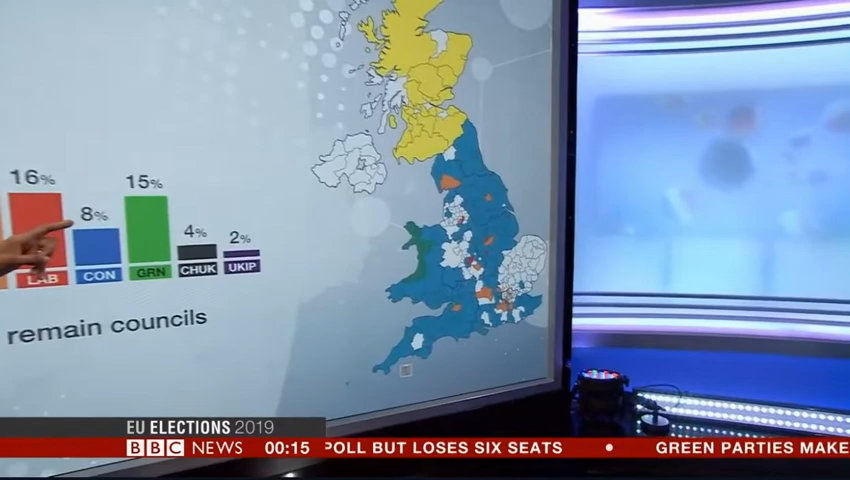 16% 8% 15% 4% 2%
LAB CON GRN CHUK UKIP
remain councils
EU ELECTIONS 2019
BBC NEWS 00:15 POLL BUT LOSES SIX SEATS • GREEN PARTIES MAKE